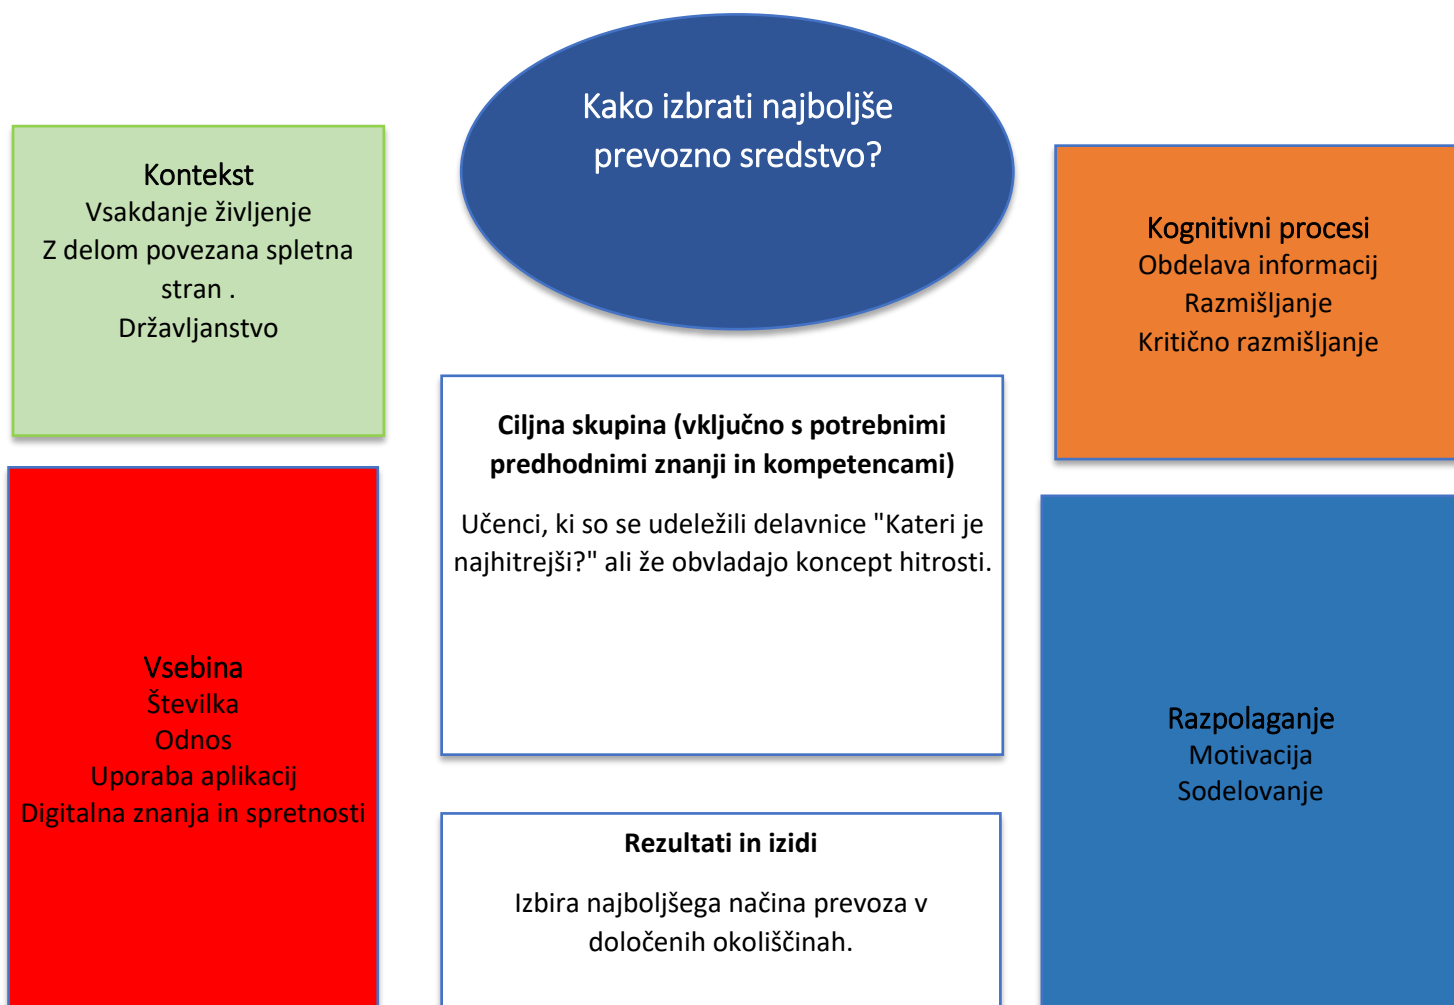 Kako izbrati najboljše
prevozno sredstvo?
Kontekst
Vsakdanje življenje
Z delom povezana spletna
stran .
Državljanstvo
Kognitivni procesi
Obdelava informacij
Razmišljanje
Kritično razmišljanje
Ciljna skupina (vključno s potrebnimi
predhodnimi znanji in kompetencami)
Učenci, ki so se udeležili delavnice "Kateri je
najhitrejši?" ali že obvladajo koncept hitrosti.
Vsebina
Številka
Odnos
Uporaba aplikacij
Digitalna znanja in spretnosti
Razpolaganje
Motivacija
Sodelovanje
Rezultati in izidi
Izbira najboljšega načina prevoza v
določenih okoliščinah.